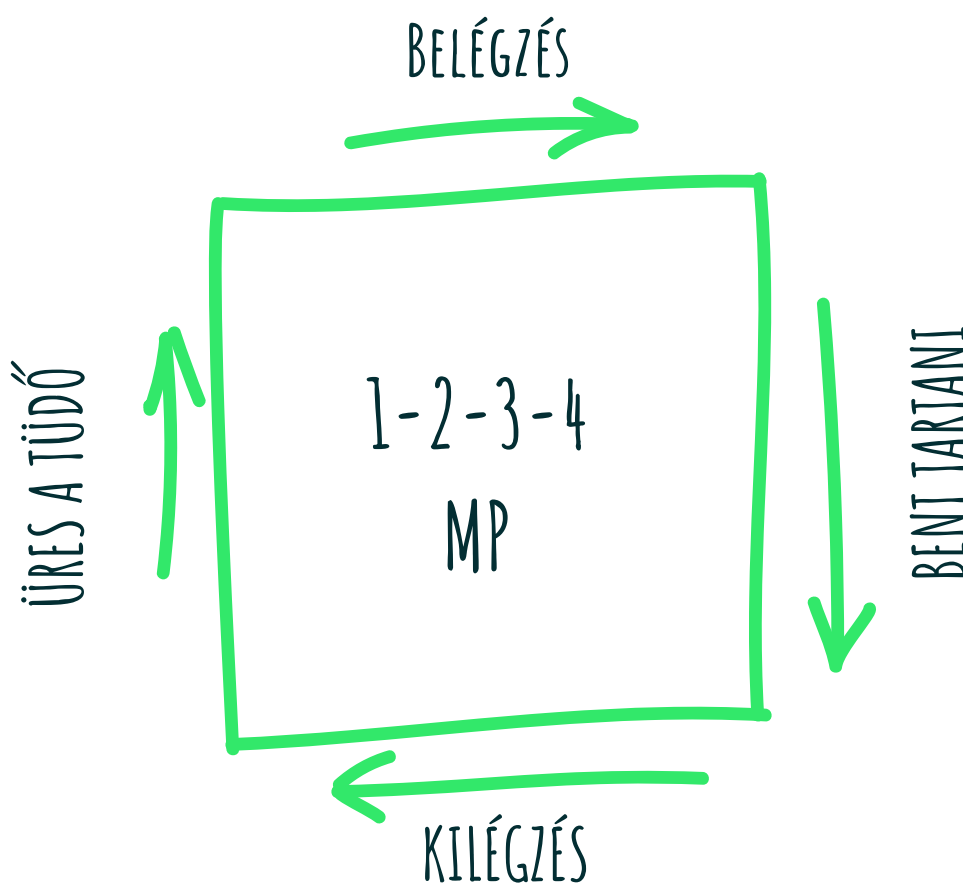 BELÉGZÉS
ÜRES A TÜDŐ
1-2-3-4
MP
BENT TARTANI
KILÉGZÉS